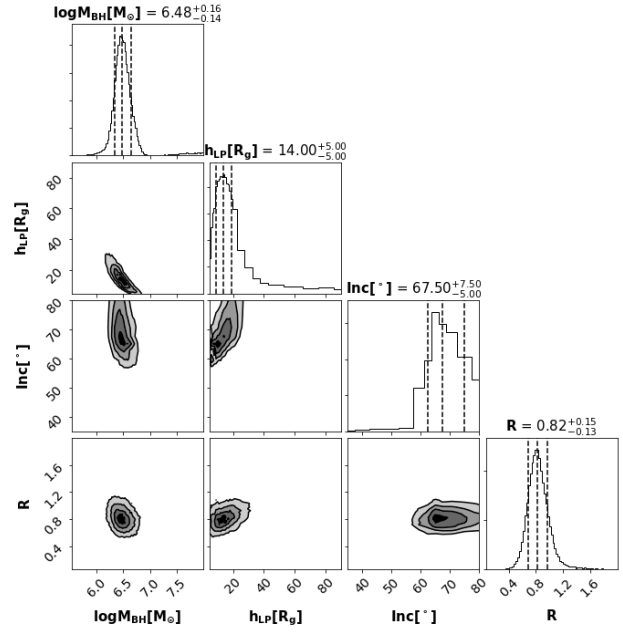 logM_BH[M_⊙] = 6.48^{+0.16}_{-0.14}
h_LP[R_g] = 14.00^{+5.00}_{-5.00}
80
60
40
20
h_LP[R_g]
Inc[°] = 67.50^{+7.50}_{-5.00}
80
70
60
50
40
Inc[°]
R = 0.82^{+0.15}_{-0.13}
1.6
1.2
0.8
0.4
R
6.0 6.5 7.0 7.5
20 40 60 80
40 50 60 70 80
0.4 0.8 1.2 1.6
logM_BH[M_⊙] h_LP[R_g] Inc[°] R